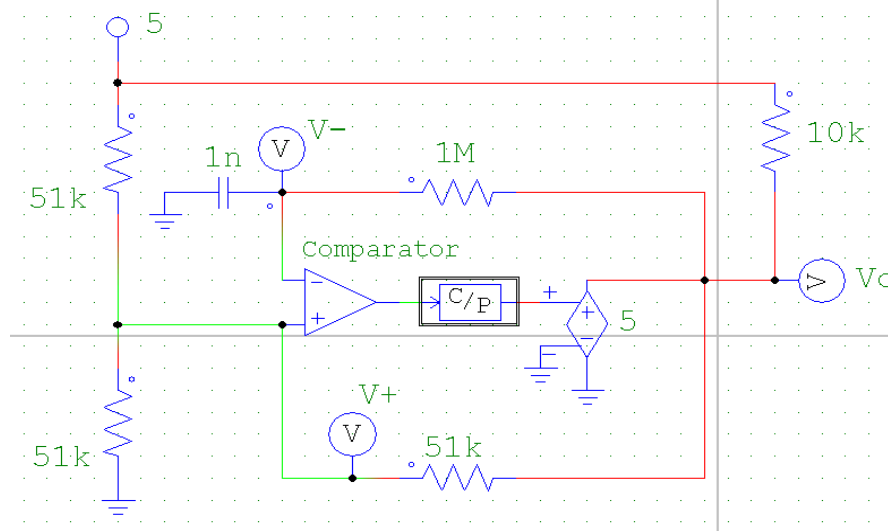 5
V-
1n
1M
10k
51k
V
Comparator
C/P
V
Vo
+
+
-
+
-
-
5
V+
V
51k
51k